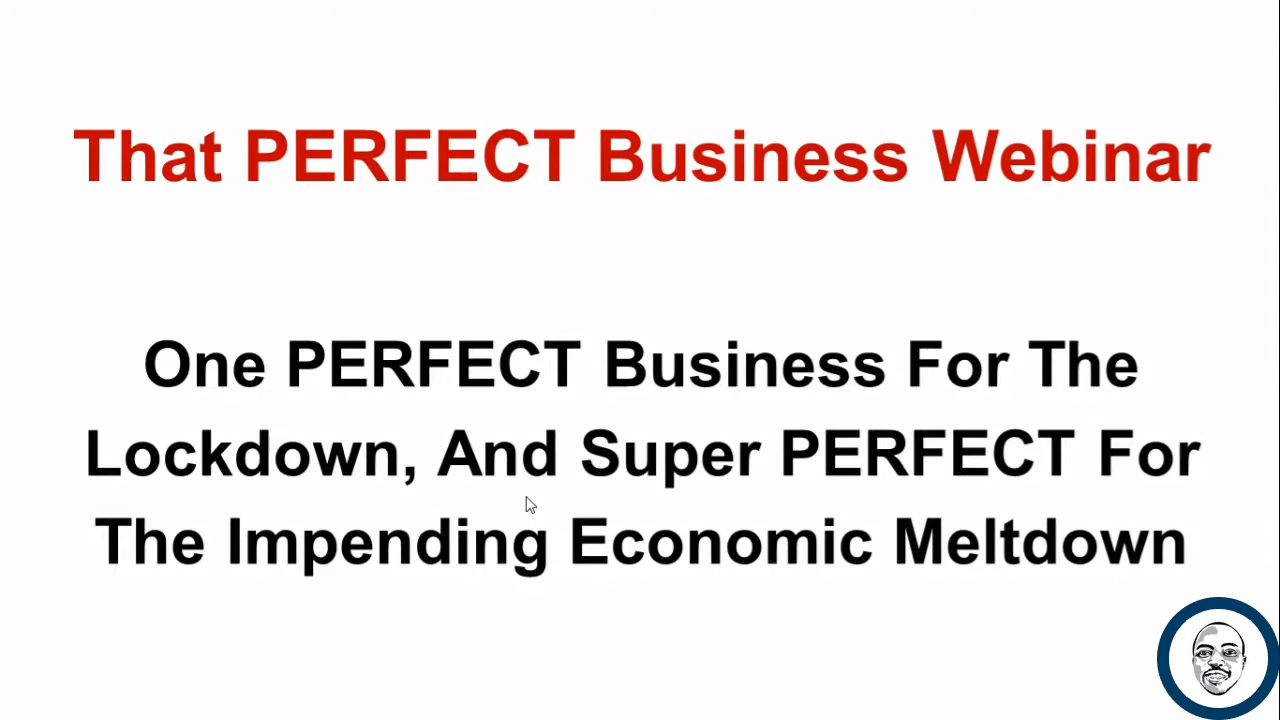 That PERFECT Business Webinar
One PERFECT Business For The
Lockdown, And Super PERFECT For
The Impending Economic Meltdown